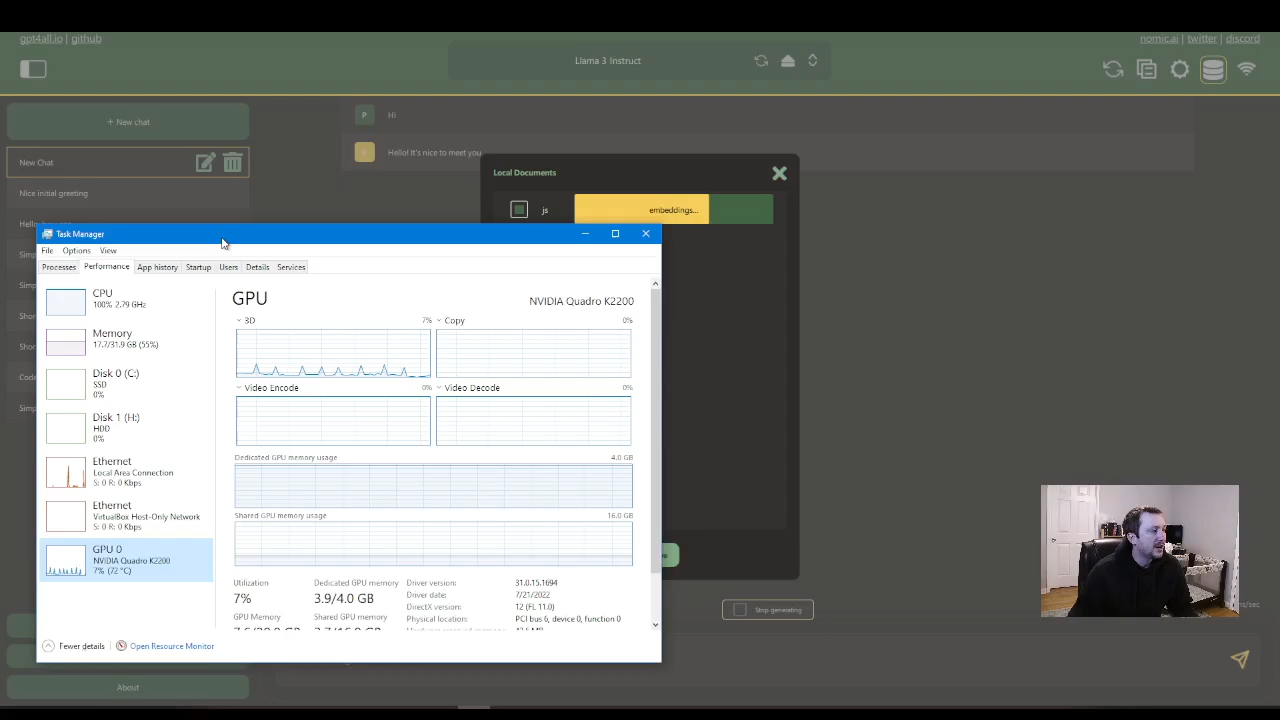 gpt4all.io | github
nomic.ai | twitter | discord
Llama 3 Instruct
+ New chat
P Hi
New Chat
Hello! It's nice to meet you
Nice initial greeting
Local Documents
js embeddings...
Task Manager
File Options View
Processes Performance App history Startup Users Details Services
CPU
100% 2.79 GHz
Memory
17.7/31.9 GB (55%)
Disk 0 (C:)
SSD
0%
Disk 1 (H:)
HDD
0%
Ethernet
Local Area Connection
S: 0 R: 0 Kbps
Ethernet
VirtualBox Host-Only Network
S: 0 R: 0 Kbps
GPU 0
NVIDIA Quadro K2200
7% (72 °C)
GPU NVIDIA Quadro K2200
3D 7% Copy 0%
Video Encode 0% Video Decode 0%
Dedicated GPU memory usage 4.0 GB
Shared GPU memory usage 16.0 GB
Utilization
7%
Dedicated GPU memory
3.9/4.0 GB
GPU Memory
Shared GPU memory
Driver version: 31.0.15.1694
Driver date: 7/21/2022
DirectX version: 12 (FL 11.0)
Physical location: PCI bus 6, device 0, function 0
Fewer details | Open Resource Monitor
Stop generating
About